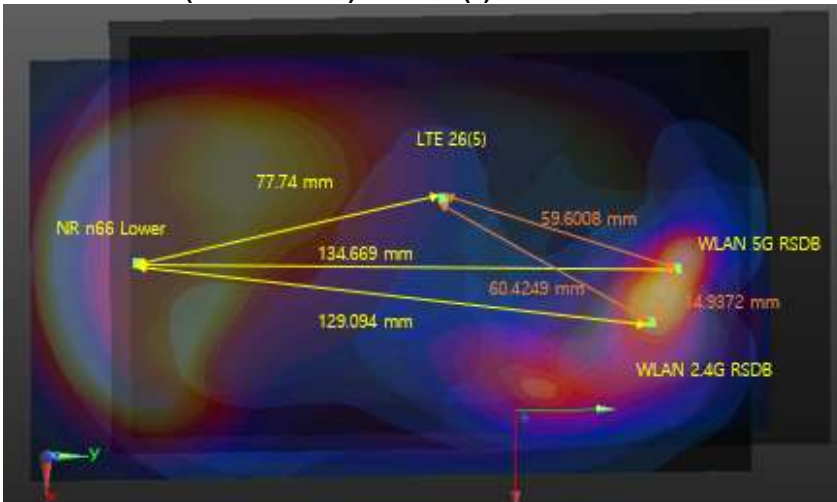 LTE 26(5)
77.74 mm
NR n66 Lower
59.6008 mm
WLAN 5G RSDB
134.669 mm
60.4249 mm
14.9372 mm
129.094 mm
WLAN 2.4G RSDB
y